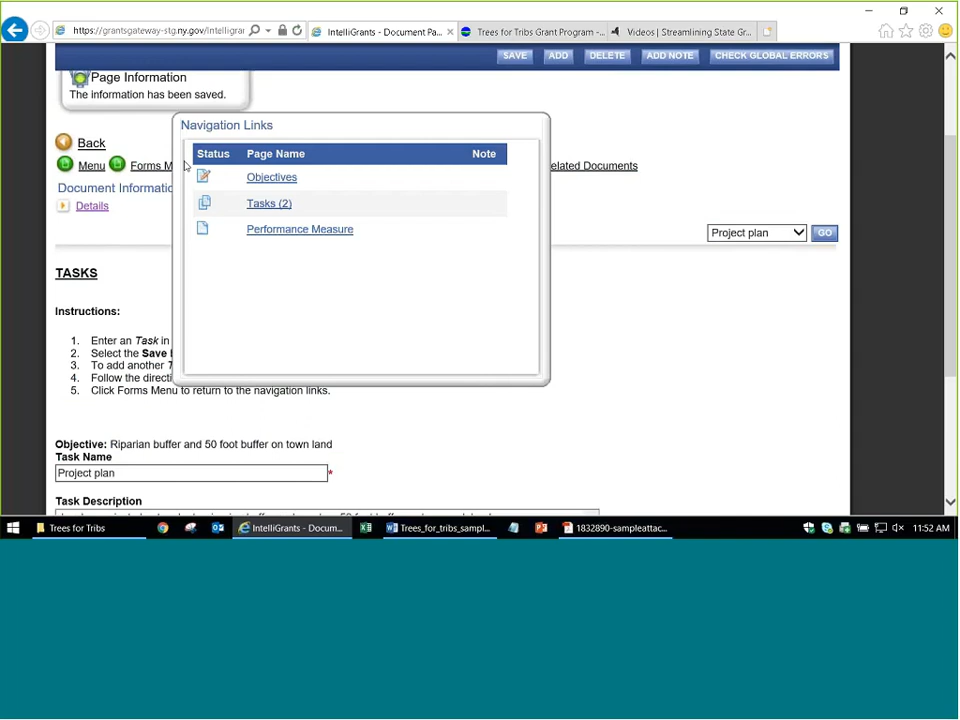 https://grantsgateway-stg.ny.gov/Intelligra
IntelliGrants - Document Pa...
Trees for Tribs Grant Program -...
Videos | Streamlining State Gr...
SAVE
ADD
DELETE
ADD NOTE
CHECK GLOBAL ERRORS
Page Information
The information has been saved.
Navigation Links
Back
Status Page Name Note
Menu
Forms M
elated Documents
Objectives
Document Informatio
Details
Tasks (2)
Performance Measure
Project plan
GO
TASKS
Instructions:
1. Enter an Task in
2. Select the Save
3. To add another
4. Follow the directi
5. Click Forms Menu to return to the navigation links.
Objective: Riparian buffer and 50 foot buffer on town land
Task Name
Project plan *
Task Description
Trees for Tribs
IntelliGrants - Docum...
Trees_for_tribs_sampl...
1832890-sampleattac...
11:52 AM